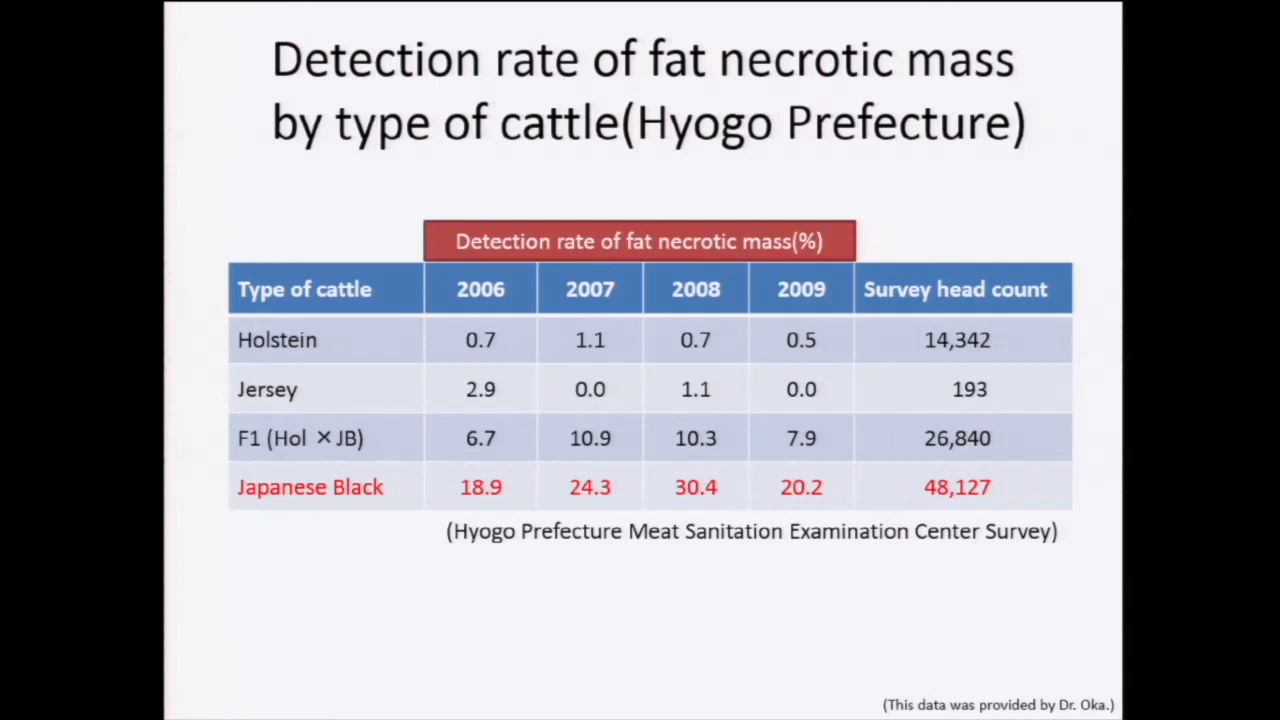 Detection rate of fat necrotic mass
by type of cattle(Hyogo Prefecture)
Detection rate of fat necrotic mass(%)
Type of cattle 2006 2007 2008 2009 Survey head count
Holstein 0.7 1.1 0.7 0.5 14,342
Jersey 2.9 0.0 1.1 0.0 193
F1 (Hol × JB) 6.7 10.9 10.3 7.9 26,840
Japanese Black 18.9 24.3 30.4 20.2 48,127
(Hyogo Prefecture Meat Sanitation Examination Center Survey)
(This data was provided by Dr. Oka.)